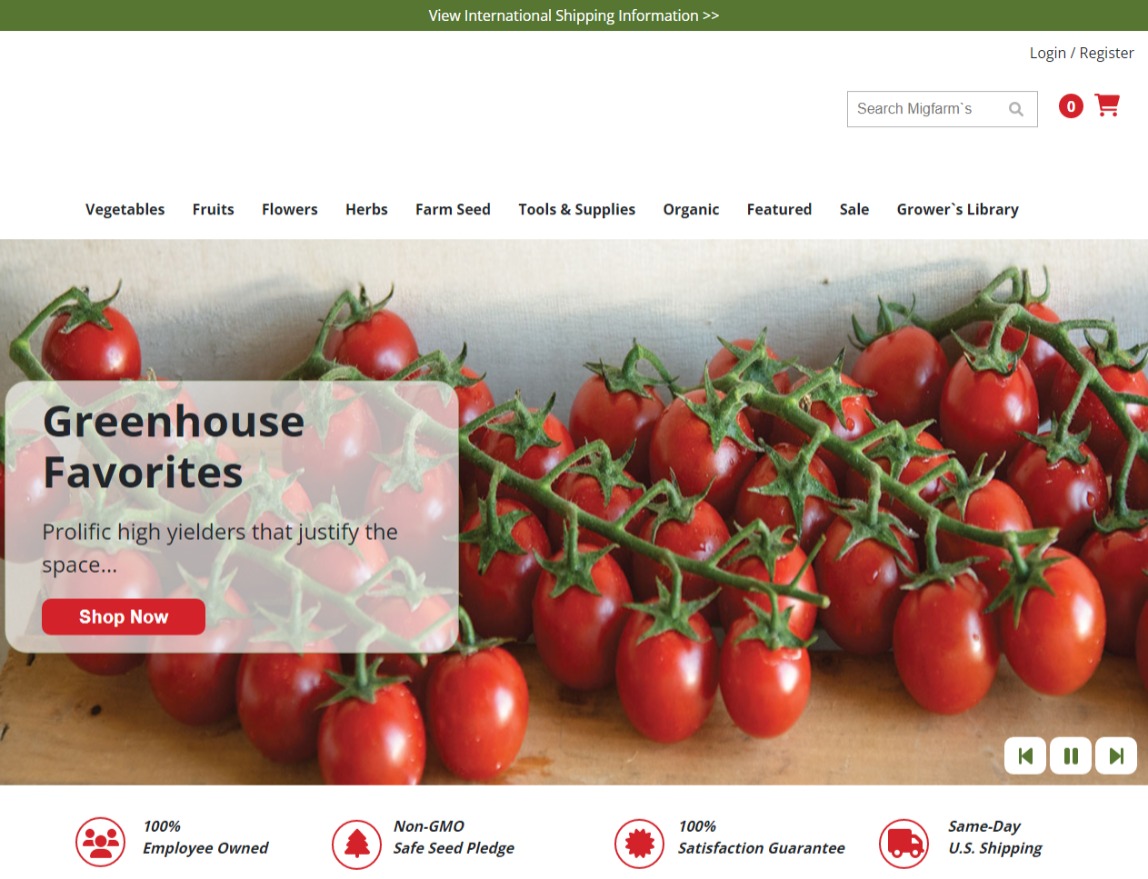 View International Shipping Information >>
Login / Register
Search Migfarm`s
0
Vegetables Fruits Flowers Herbs Farm Seed Tools & Supplies Organic Featured Sale Grower`s Library
Greenhouse
Favorites
Prolific high yielders that justify the
space...
Shop Now
100%
Employee Owned
Non-GMO
Safe Seed Pledge
100%
Satisfaction Guarantee
Same-Day
U.S. Shipping